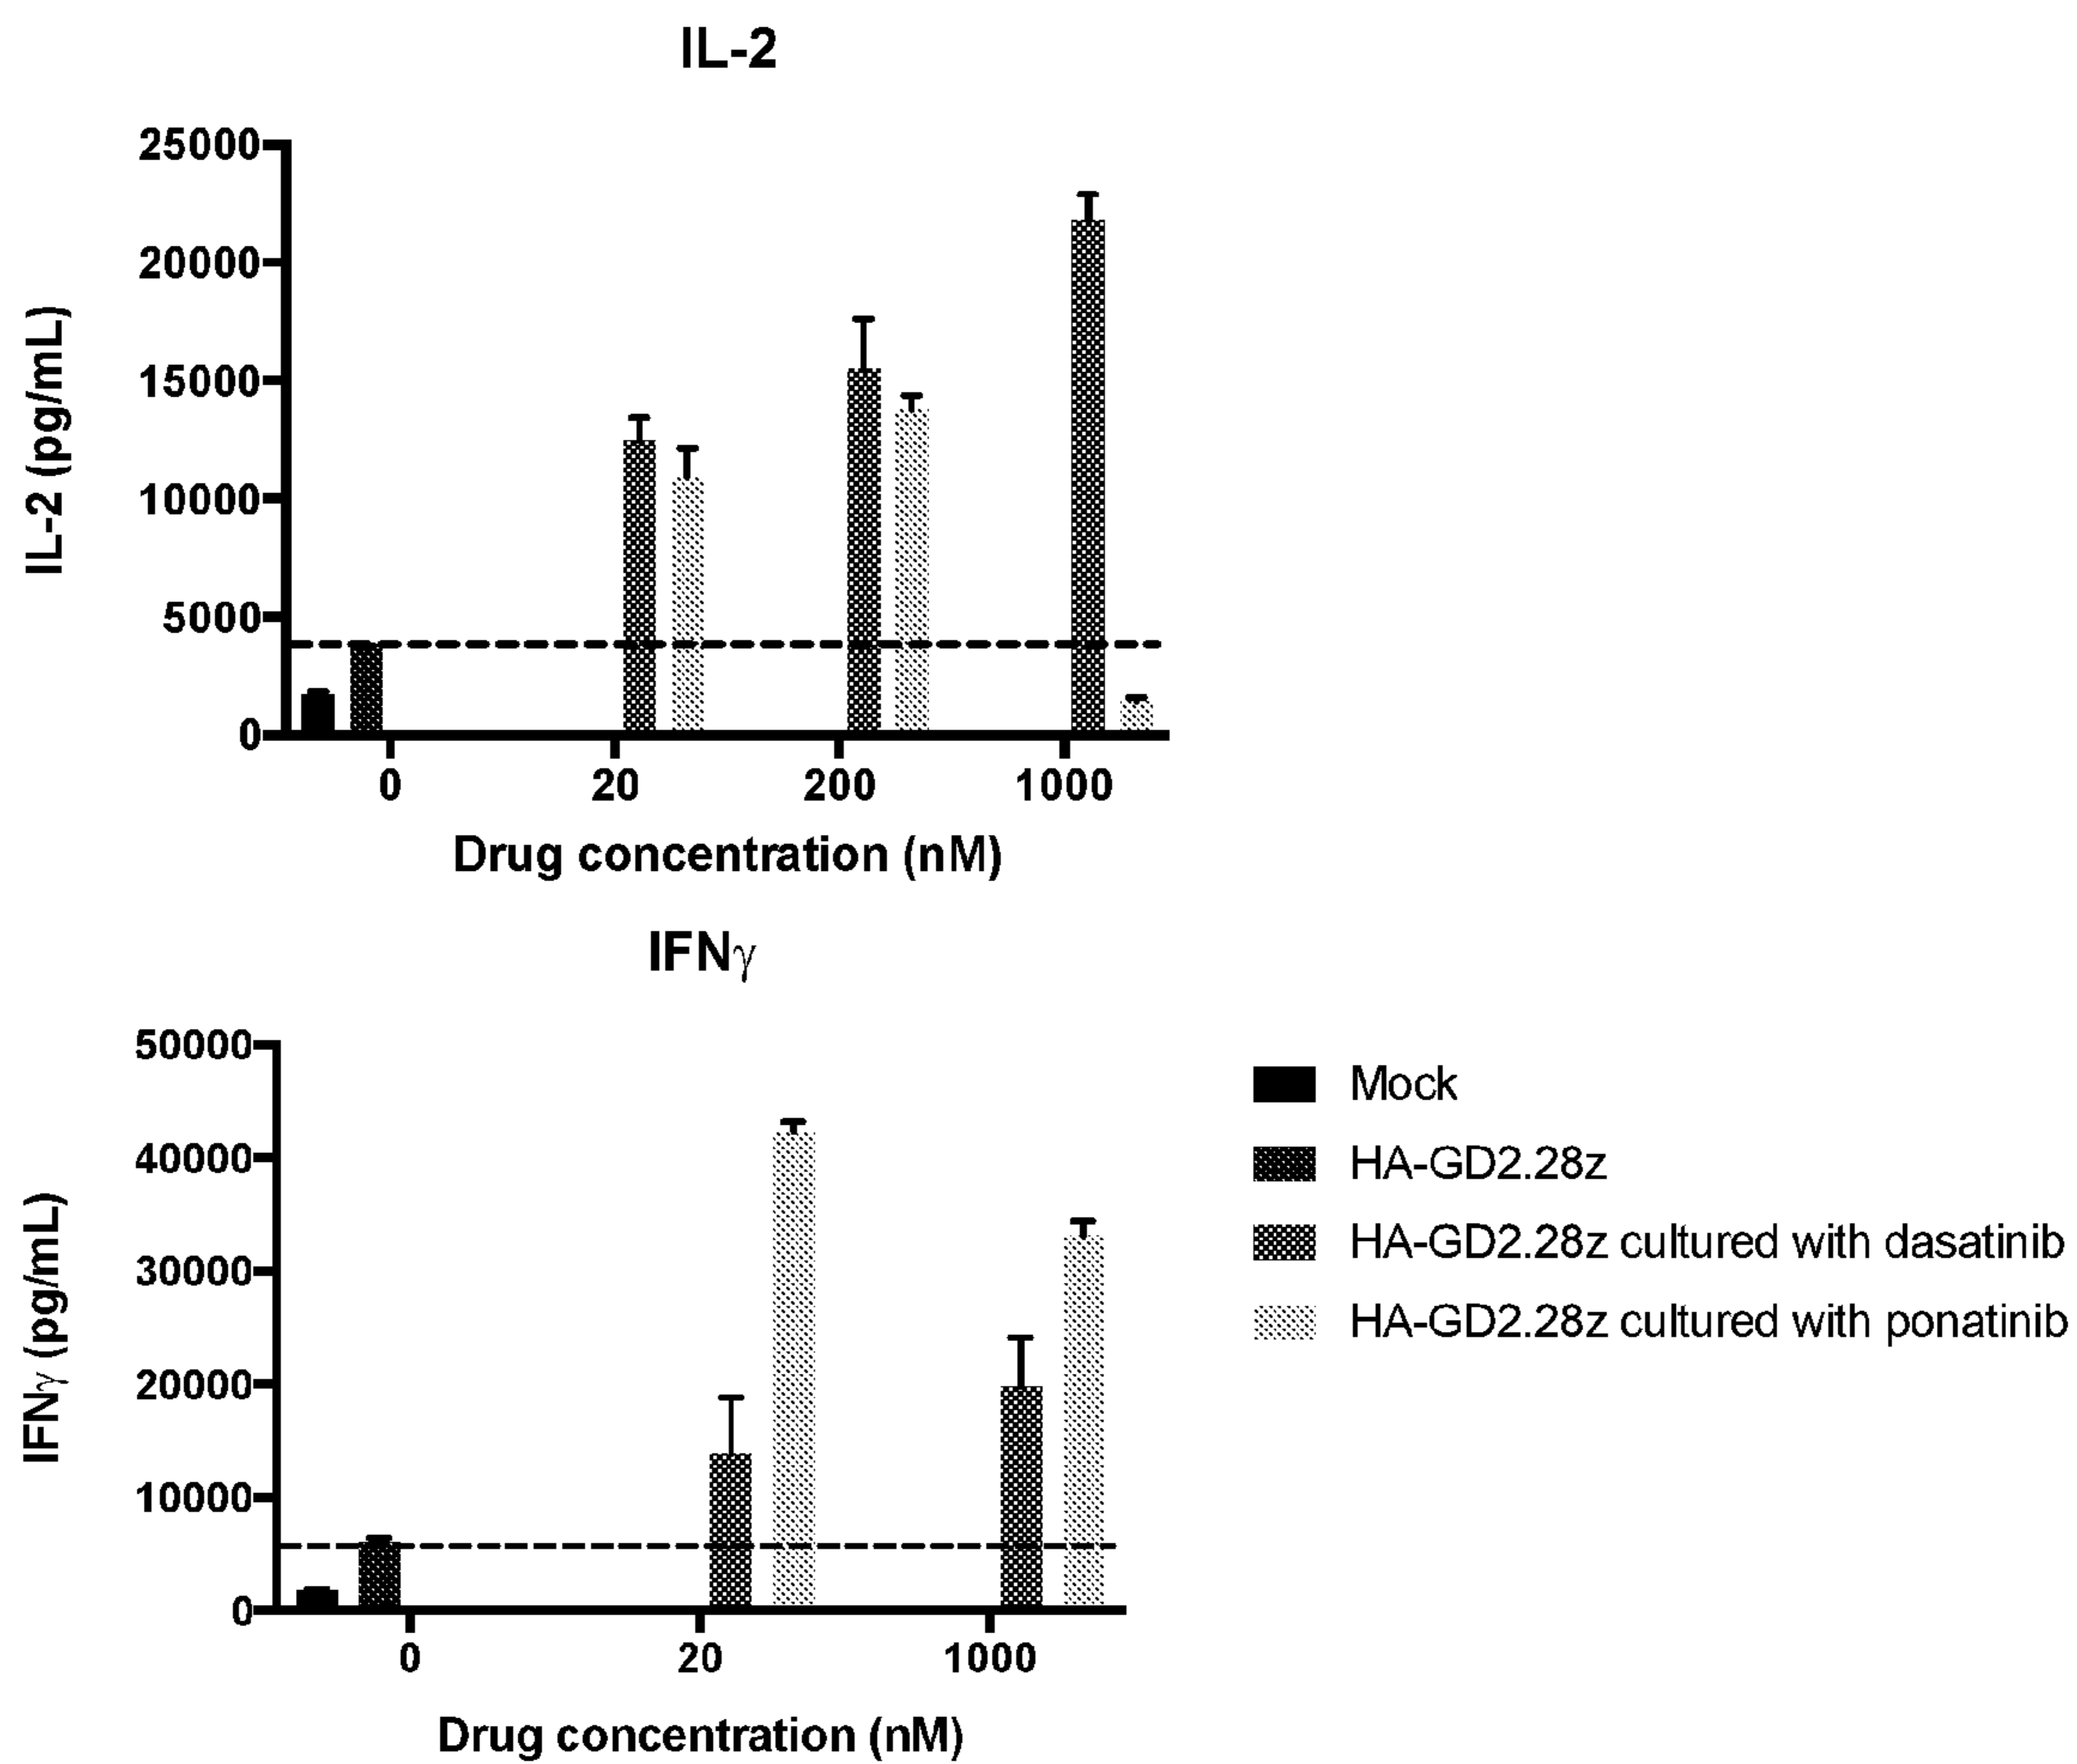 IL-2
25000
20000
15000
10000
5000
0
IL-2 (pg/mL)
0 20 200 1000
Drug concentration (nM)
IFNγ
50000
40000
30000
20000
10000
0
IFNγ (pg/mL)
0 20 1000
Drug concentration (nM)
Mock
HA-GD2.28z
HA-GD2.28z cultured with dasatinib
HA-GD2.28z cultured with ponatinib